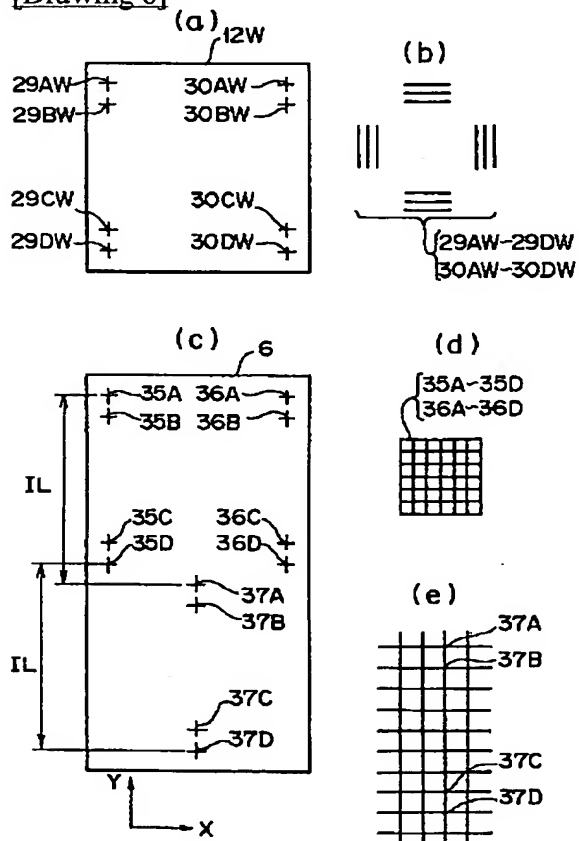 [Drawing 6]
(a)
12W
29AW
30AW
29BW
30BW
29CW
30CW
29DW
30DW
(b)
29AW~29DW
30AW~30DW
(c)
6
35A 36A
35B 36B
IL
35C 36C
35D 36D
37A
37B
IL
37C
37D
Y
X
(d)
35A~35D
36A~36D
(e)
37A
37B
37C
37D